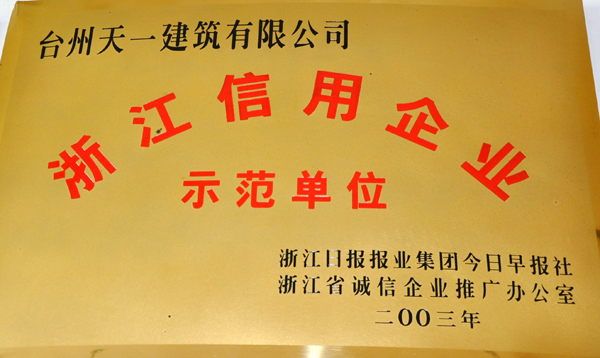 台州天一建筑有限公司
浙江信用企业
示范单位
浙江日报报业集团今日早报社
浙江省诚信企业推广办公室
二OO三年